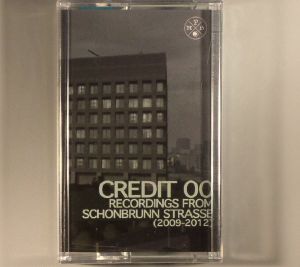 CREDIT 00
RECORDINGS FROM
SCHONBRUNN STRASSE
(2009-2012)